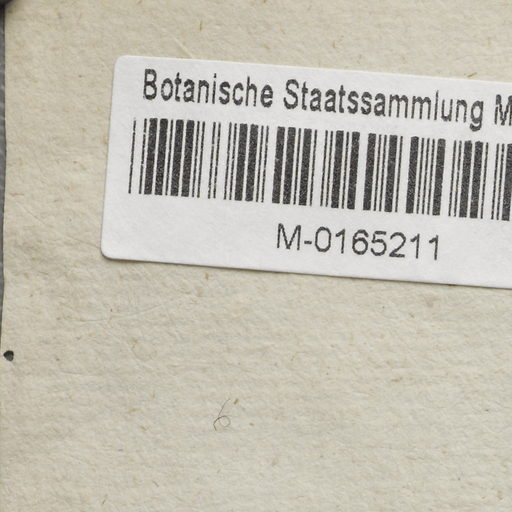 Botanische Staatssammlung M
M-0165211